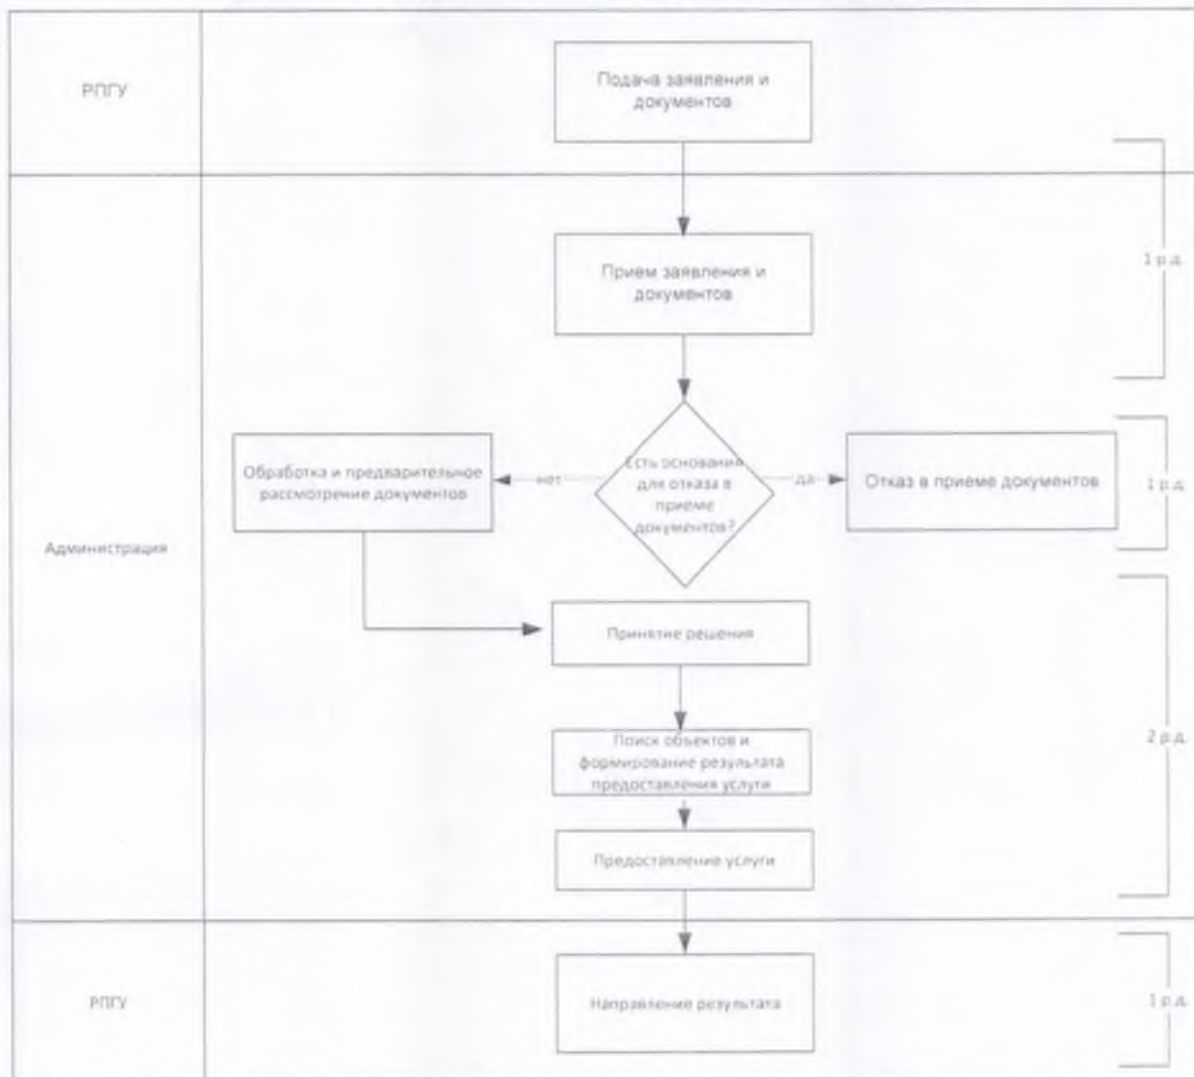 РПГУ
Подача заявления и
документов
Прием заявления и
документов
1 р.д.
Администрация
Обработка и предварительное
рассмотрение документов
нет
Есть основания
для отказа в
приеме
документов?
да
Отказ в приеме документов
1 р.д.
Принятие решения
Поиск объектов и
формирование результата
предоставления услуги
2 р.д.
Предоставление услуги
РПГУ
Направление результата
1 р.д.